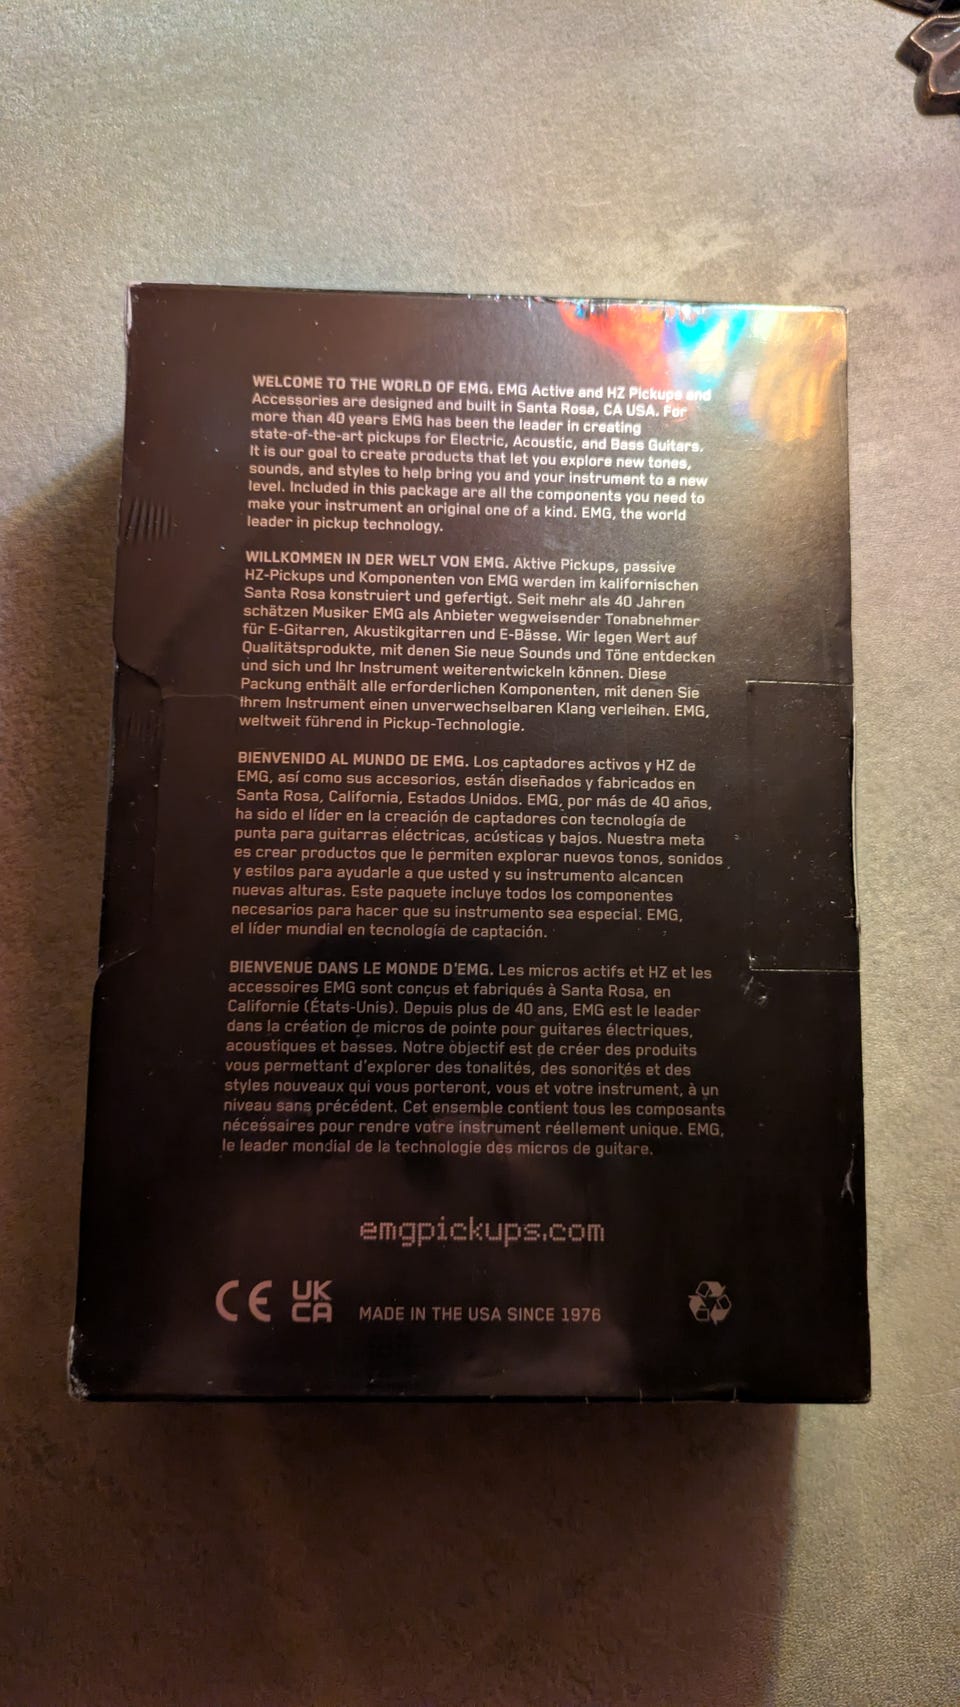 WELCOME TO THE WORLD OF EMG. EMG Active and HZ Pickups and
Accessories are designed and built in Santa Rosa, CA USA. For
more than 40 years EMG has been the leader in creating
state-of-the-art pickups for Electric, Acoustic, and Bass Guitars.
It is our goal to create products that let you explore new tones,
sounds, and styles to help bring you and your instrument to a new
level. Included in this package are all the components you need to
make your instrument an original one of a kind. EMG, the world
leader in pickup technology.
WILLKOMMEN IN DER WELT VON EMG. Aktive Pickups, passive
HZ-Pickups und Komponenten von EMG werden im kalifornischen
Santa Rosa konstruiert und gefertigt. Seit mehr als 40 Jahren
schätzen Musiker EMG als Anbieter wegweisender Tonabnehmer
für E-Gitarren, Akustikgitarren und E-Bässe. Wir legen Wert auf
Qualitätsprodukte, mit denen Sie neue Sounds und Töne entdecken
und sich und Ihr Instrument weiterentwickeln können. Diese
Packung enthält alle erforderlichen Komponenten, mit denen Sie
Ihrem Instrument einen unverwechselbaren Klang verleihen. EMG,
weltweit führend in Pickup-Technologie.
BIENVENIDO AL MUNDO DE EMG. Los captadores activos y HZ de
EMG, así como sus accesorios, están diseñados y fabricados en
Santa Rosa, California, Estados Unidos. EMG, por más de 40 años,
ha sido el líder en la creación de captadores con tecnología de
punta para guitarras eléctricas, acústicas y bajos. Nuestra meta
es crear productos que le permiten explorar nuevos tonos, sonidos
y estilos para ayudarle a que usted y su instrumento alcancen
nuevas alturas. Este paquete incluye todos los componentes
necesarios para hacer que su instrumento sea especial. EMG,
el líder mundial en tecnología de captación.
BIENVENUE DANS LE MONDE D'EMG. Les micros actifs et HZ et les
accessoires EMG sont conçus et fabriqués à Santa Rosa, en
Californie (États-Unis). Depuis plus de 40 ans, EMG est le leader
dans la création de micros de pointe pour guitares électriques,
acoustiques et basses. Notre objectif est de créer des produits
vous permettant d'explorer des tonalités, des sonorités et des
styles nouveaux qui vous porteront, vous et votre instrument, à un
niveau sans précédent. Cet ensemble contient tous les composants
nécessaires pour rendre votre instrument réellement unique. EMG,
le leader mondial de la technologie des micros de guitare.
emgpickups.com
CE UK CA MADE IN THE USA SINCE 1976